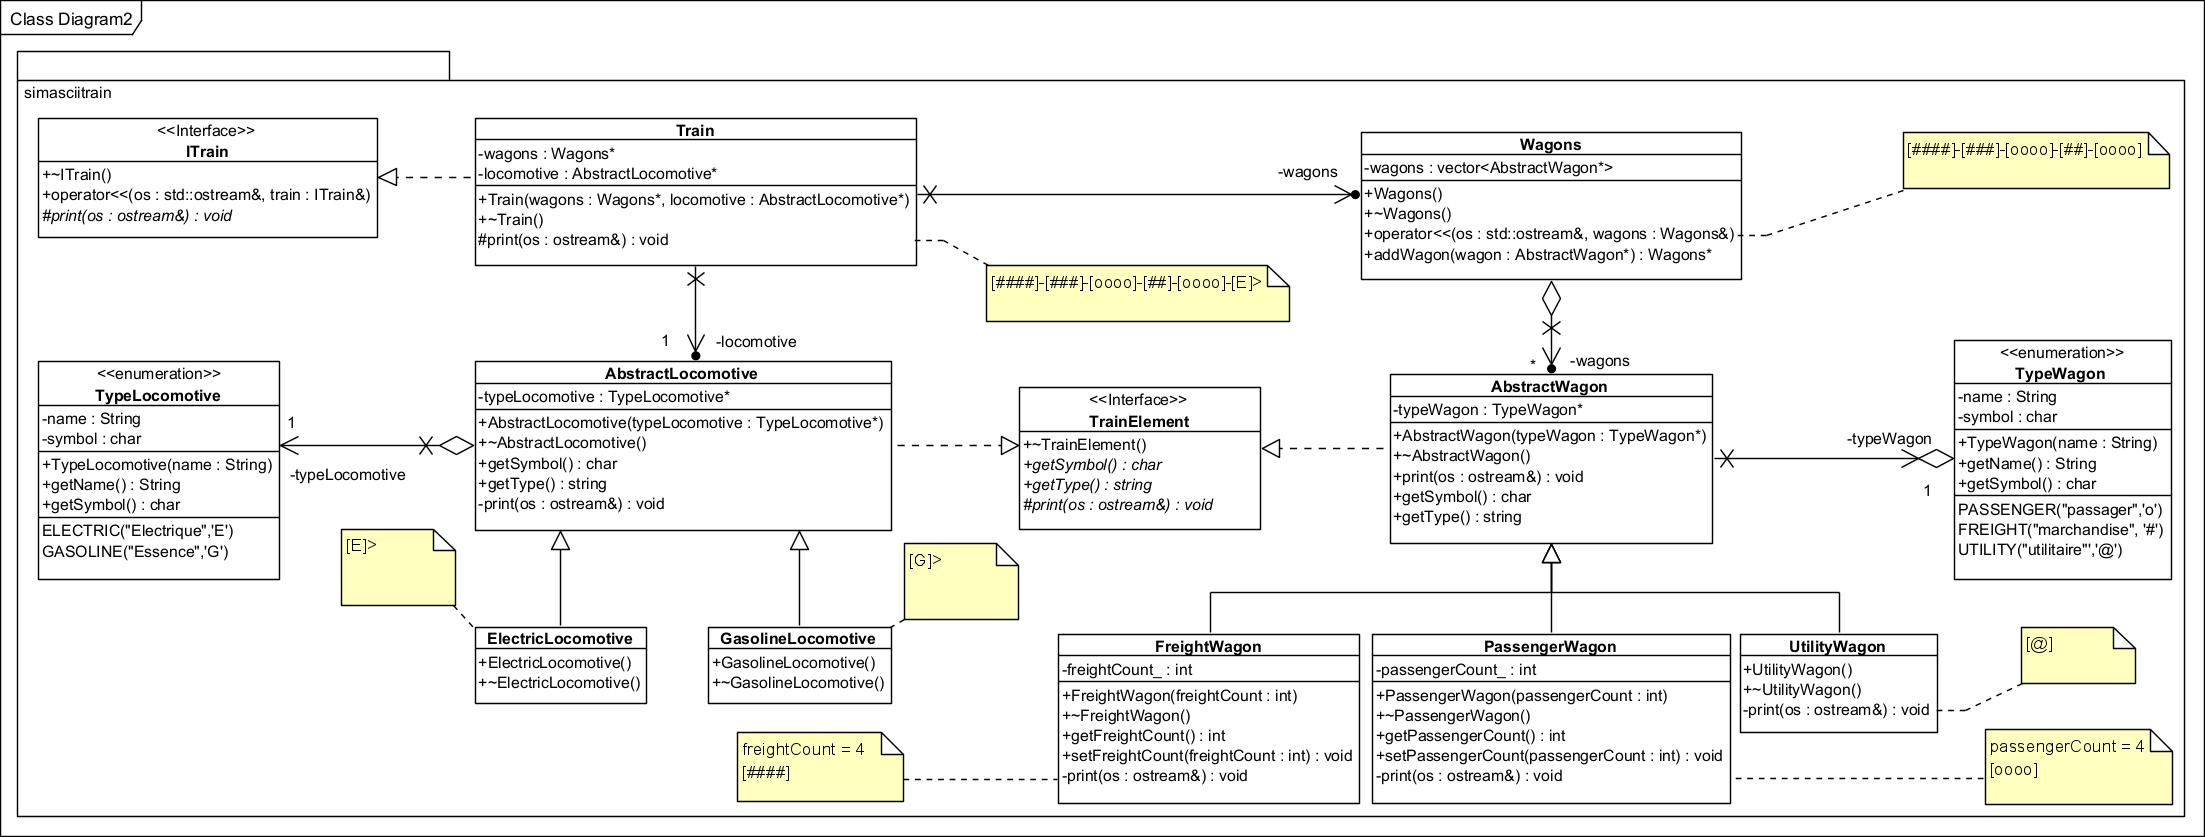 Class Diagram2
simasciitrain
<<Interface>>
ITrain
+~ITrain()
+operator<<(os : std::ostream&, train : ITrain&)
#print(os : ostream&) : void
Train
-wagons : Wagons*
-locomotive : AbstractLocomotive*
+Train(wagons : Wagons*, locomotive : AbstractLocomotive*)
+~Train()
#print(os : ostream&) : void
-wagons
Wagons
-wagons : vector<AbstractWagon*>
+Wagons()
+~Wagons()
+operator<<(os : std::ostream&, wagons : Wagons&)
+addWagon(wagon : AbstractWagon*) : Wagons*
[####]-[###]-[oooo]-[##]-[oooo]
[####]-[###]-[oooo]-[##]-[oooo]-[E]>
1
-locomotive
*
-wagons
<<enumeration>>
TypeLocomotive
-name : String
-symbol : char
+TypeLocomotive(name : String)
+getName() : String
+getSymbol() : char
ELECTRIC("Electrique",'E')
GASOLINE("Essence",'G')
1
-typeLocomotive
AbstractLocomotive
-typeLocomotive : TypeLocomotive*
+AbstractLocomotive(typeLocomotive : TypeLocomotive*)
+~AbstractLocomotive()
+getSymbol() : char
+getType() : string
-print(os : ostream&) : void
<<Interface>>
TrainElement
+~TrainElement()
+getSymbol() : char
+getType() : string
#print(os : ostream&) : void
AbstractWagon
-typeWagon : TypeWagon*
+AbstractWagon(typeWagon : TypeWagon*)
+~AbstractWagon()
+print(os : ostream&) : void
+getSymbol() : char
+getType() : string
-typeWagon
1
<<enumeration>>
TypeWagon
-name : String
-symbol : char
+TypeWagon(name : String)
+getName() : String
+getSymbol() : char
PASSENGER("passager",'o')
FREIGHT("marchandise", '#')
UTILITY("utilitaire"','@')
[E]>
[G]>
ElectricLocomotive
+ElectricLocomotive()
+~ElectricLocomotive()
GasolineLocomotive
+GasolineLocomotive()
+~GasolineLocomotive()
FreightWagon
-freightCount_ : int
+FreightWagon(freightCount : int)
+~FreightWagon()
+getFreightCount() : int
+setFreightCount(freightCount : int) : void
-print(os : ostream&) : void
PassengerWagon
-passengerCount_ : int
+PassengerWagon(passengerCount : int)
+~PassengerWagon()
+getPassengerCount() : int
+setPassengerCount(passengerCount : int) : void
-print(os : ostream&) : void
UtilityWagon
+UtilityWagon()
+~UtilityWagon()
-print(os : ostream&) : void
[@]
freightCount = 4
[####]
passengerCount = 4
[oooo]